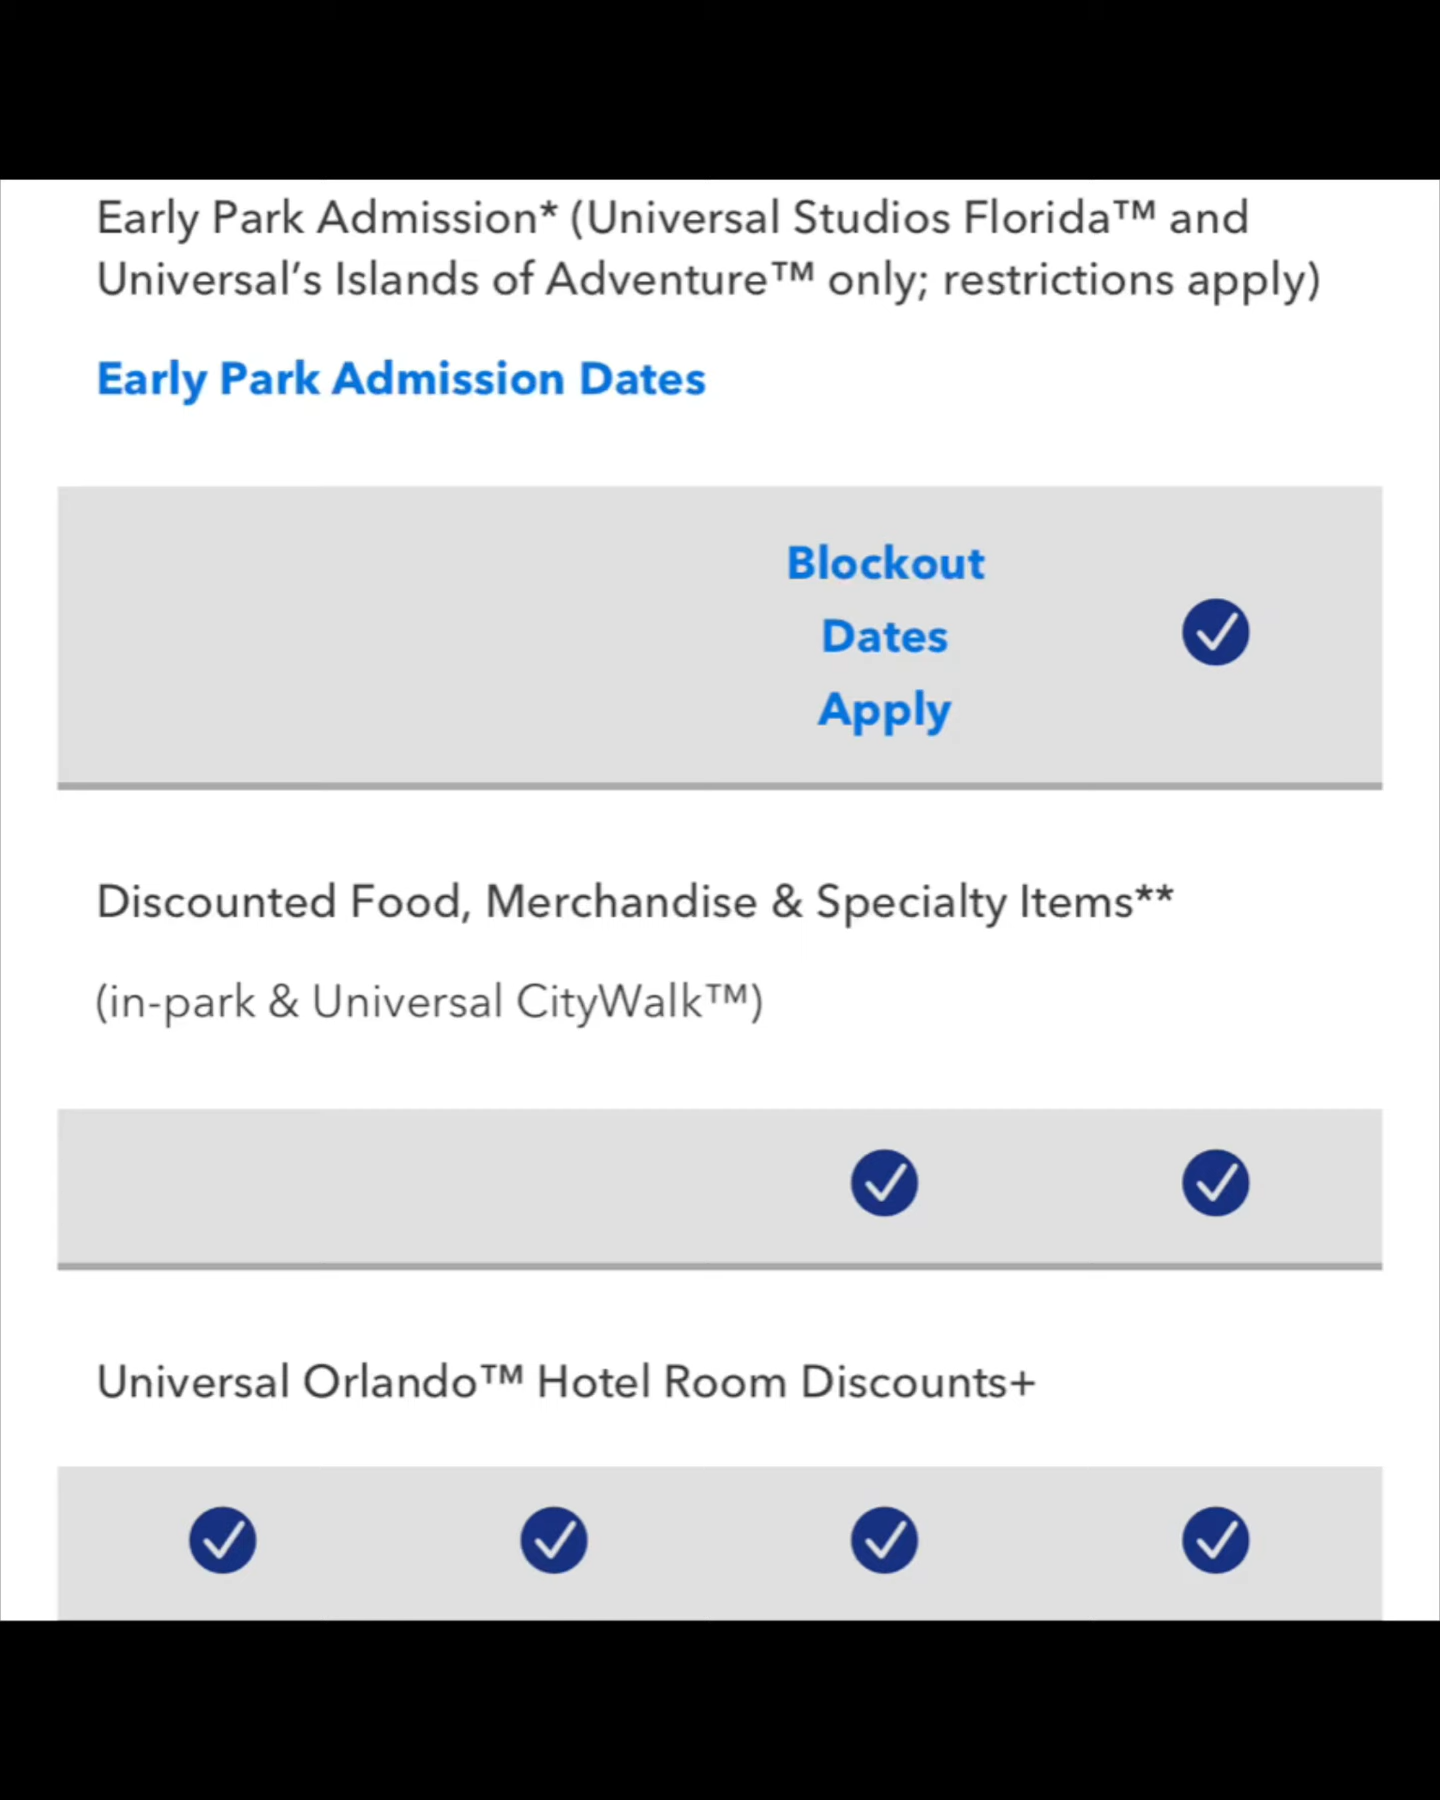 Early Park Admission* (Universal Studios Florida™ and
Universal’s Islands of Adventure™ only; restrictions apply)
Early Park Admission Dates
Blockout
Dates
Apply
Discounted Food, Merchandise & Specialty Items**
(in-park & Universal CityWalk™)
Universal Orlando™ Hotel Room Discounts+